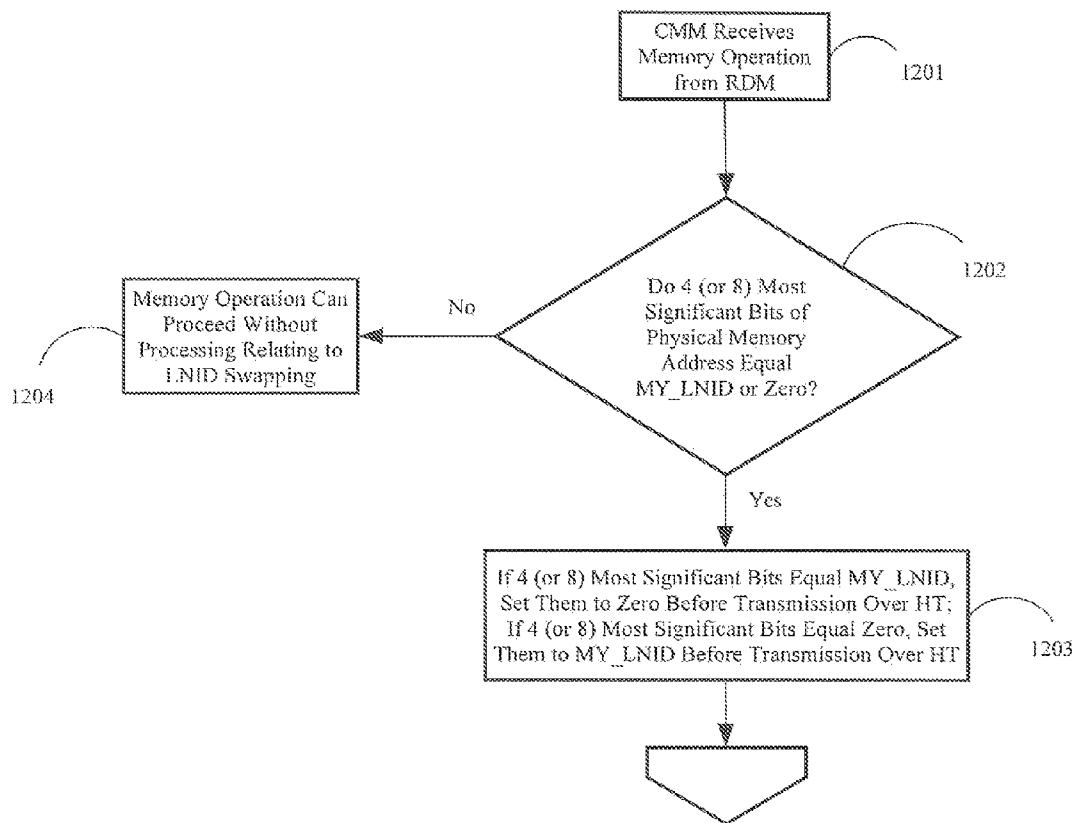 CMM Receives
Memory Operation
from RDM
1201
Do 4 (or 8) Most
Significant Bits of
Physical Memory
Address Equal
MY_LNID or Zero?
1202
No
Memory Operation Can
Proceed Without
Processing Relating to
LNID Swapping
1204
Yes
If 4 (or 8) Most Significant Bits Equal MY_LNID,
Set Them to Zero Before Transmission Over HT;
If 4 (or 8) Most Significant Bits Equal Zero, Set
Them to MY_LNID Before Transmission Over HT
1203